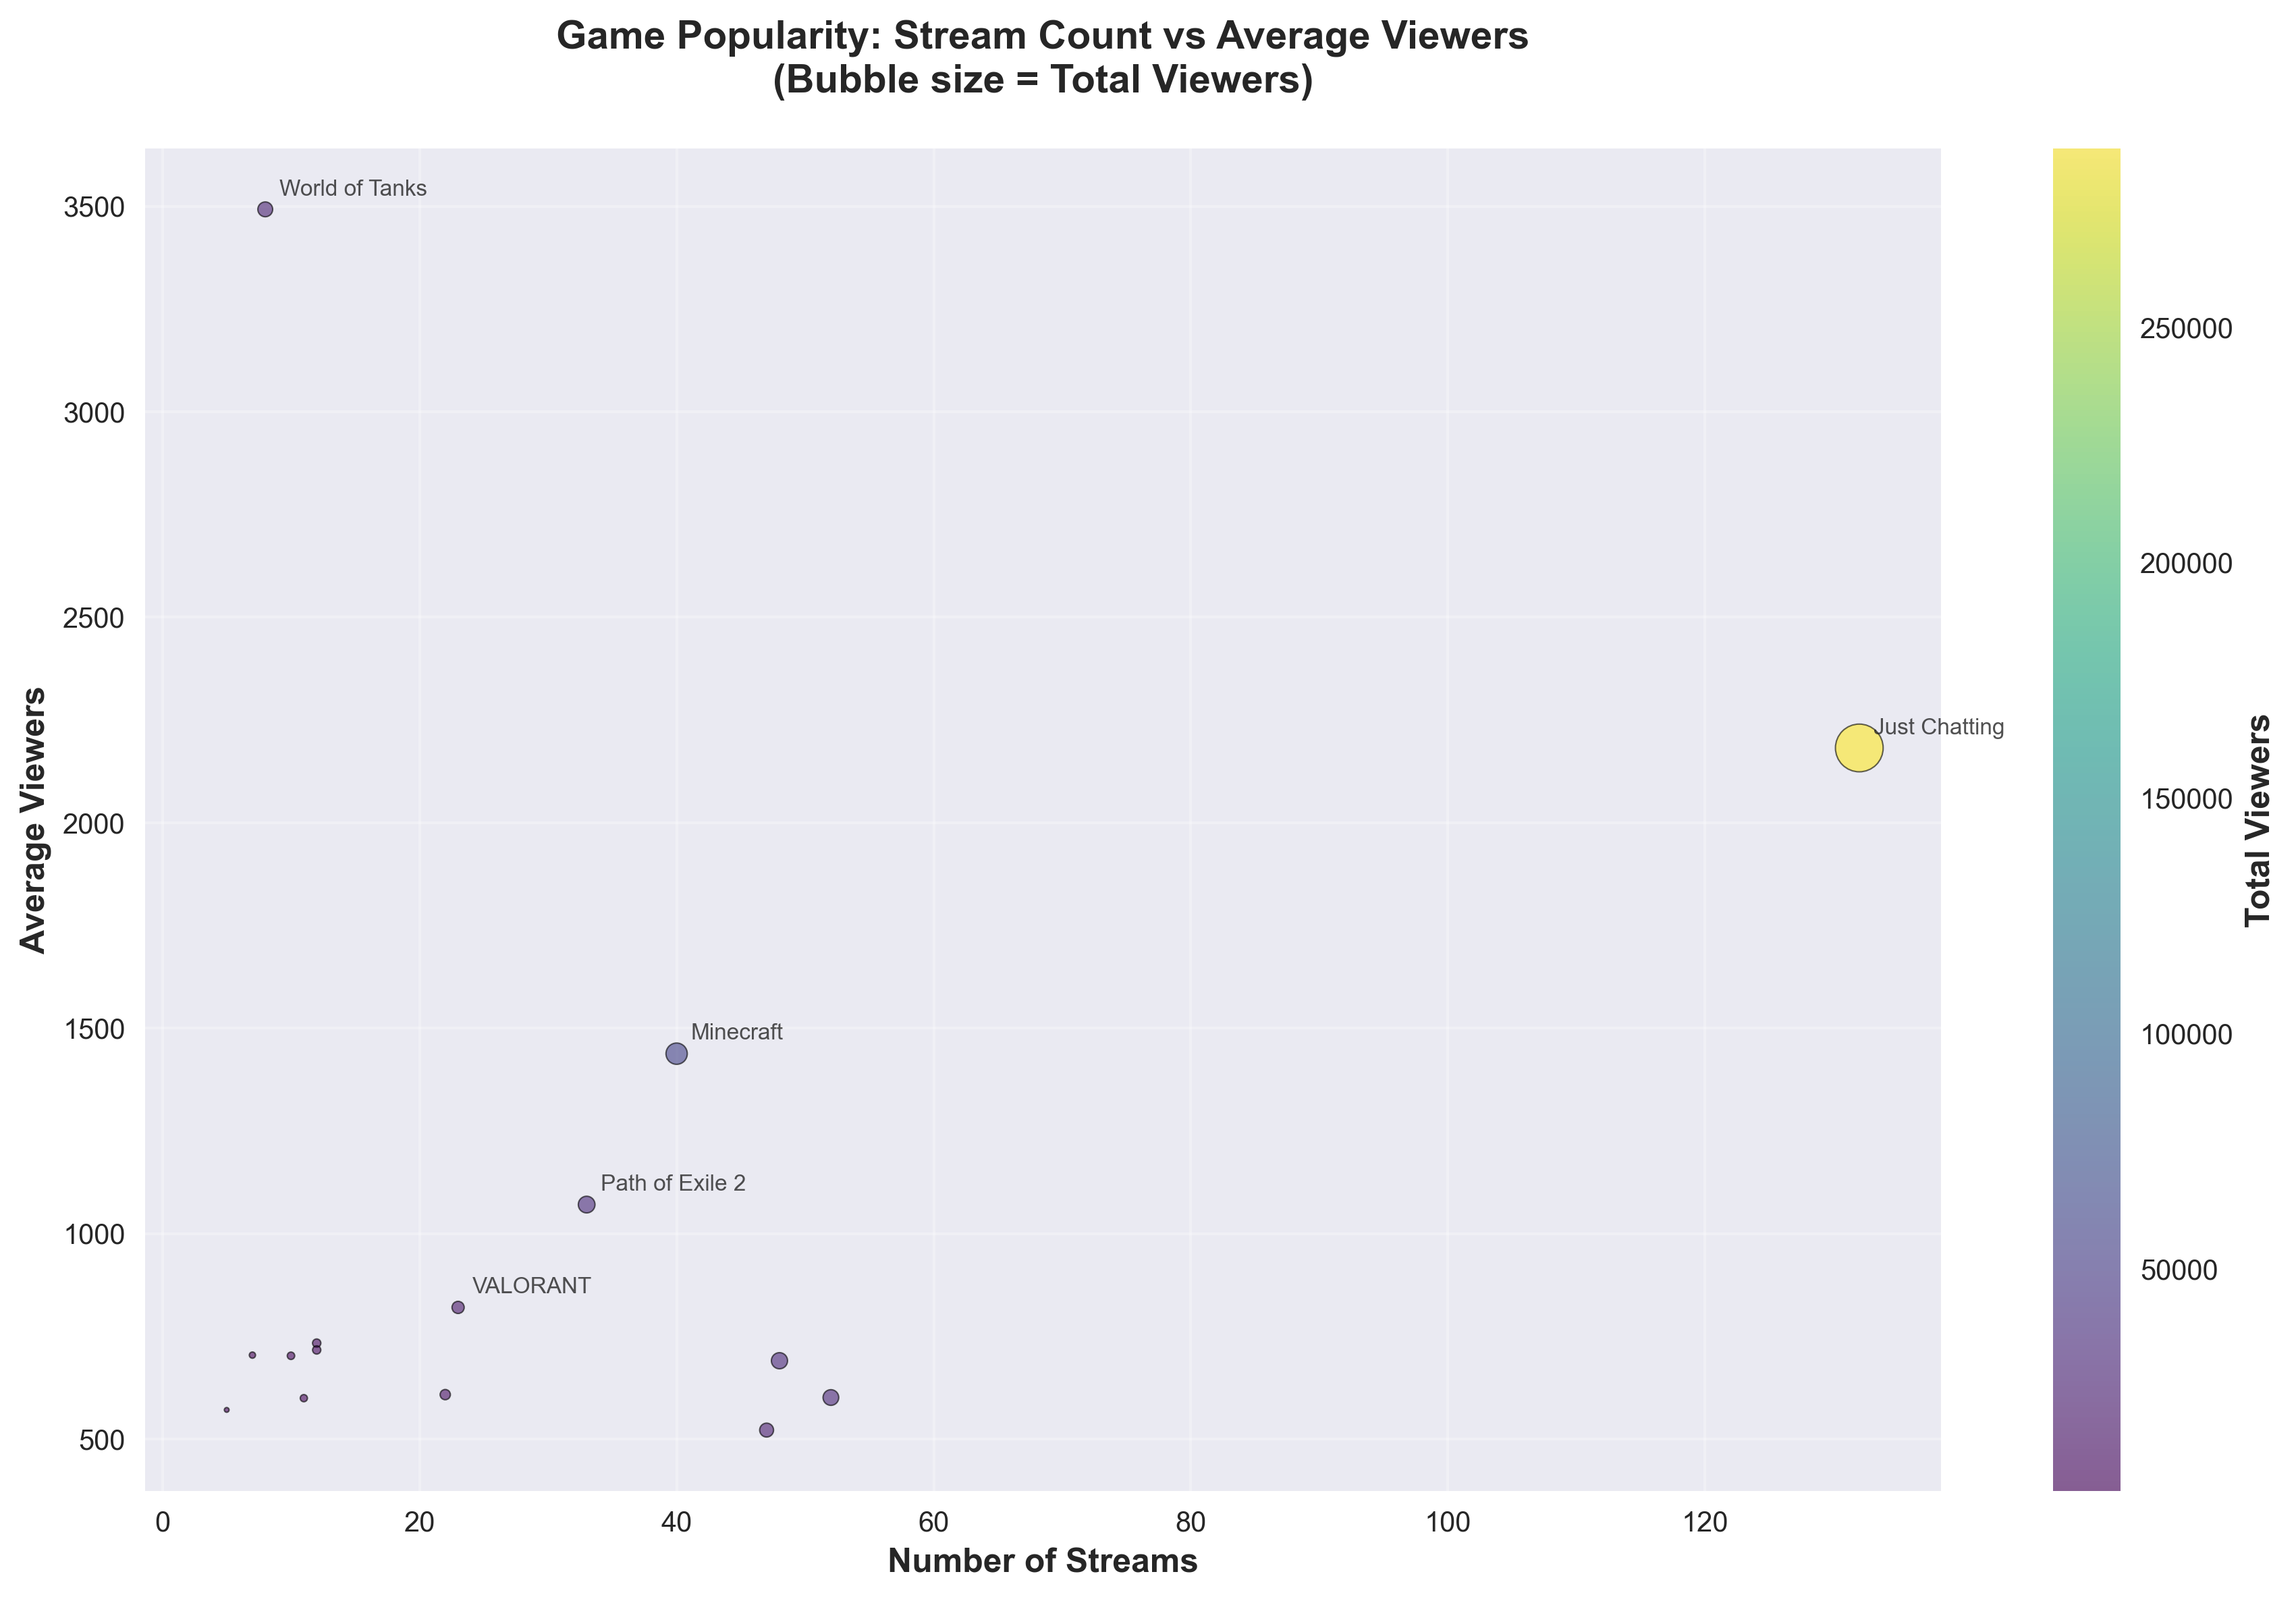 Game Popularity: Stream Count vs Average Viewers
(Bubble size = Total Viewers)
World of Tanks
Just Chatting
Minecraft
Path of Exile 2
VALORANT
3500
3000
2500
2000
1500
1000
500
Average Viewers
0
20
40
60
80
100
120
Number of Streams
250000
200000
150000
100000
50000
Total Viewers